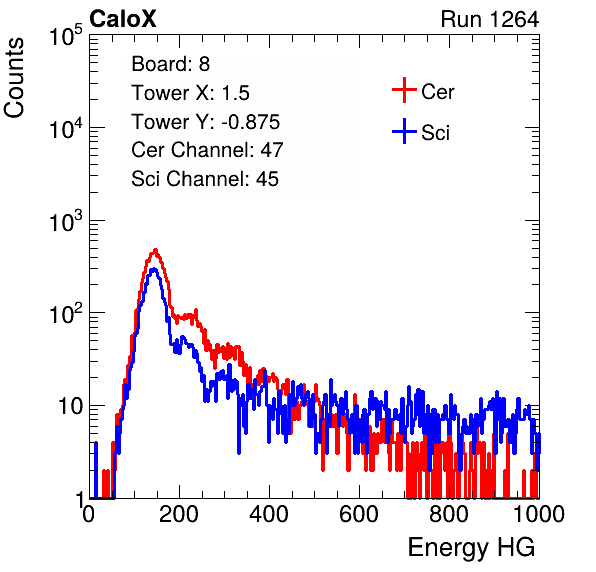 CaloX Run 1264
Counts
10^5
10^4
10^3
10^2
10
1
Board: 8
Tower X: 1.5
Tower Y: -0.875
Cer Channel: 47
Sci Channel: 45
Cer
Sci
0 200 400 600 800 1000
Energy HG